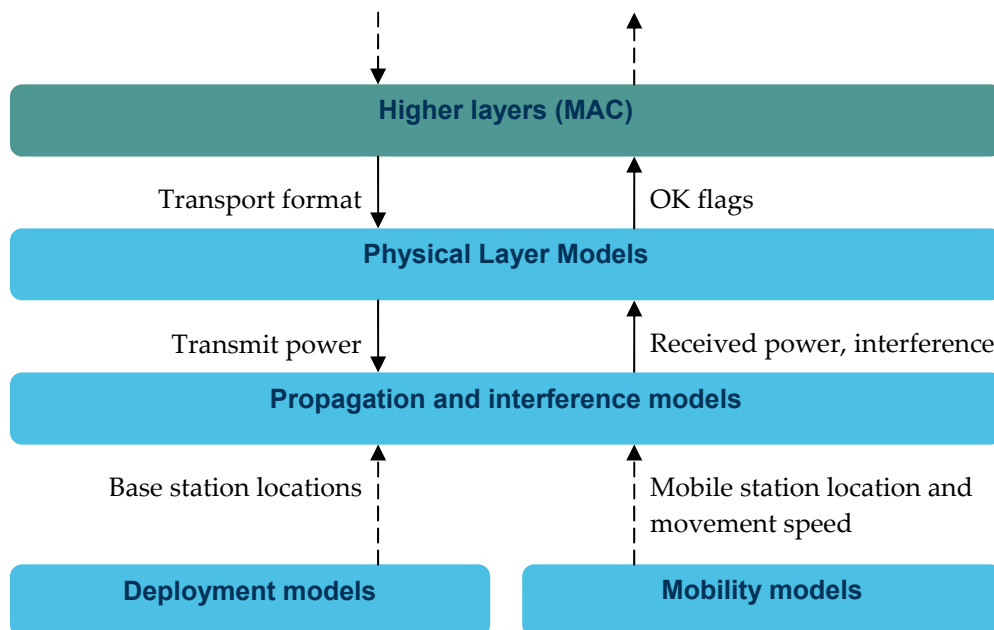 Higher layers (MAC)
Transport format
OK flags
Physical Layer Models
Transmit power
Received power, interference
Propagation and interference models
Base station locations
Mobile station location and
movement speed
Deployment models
Mobility models